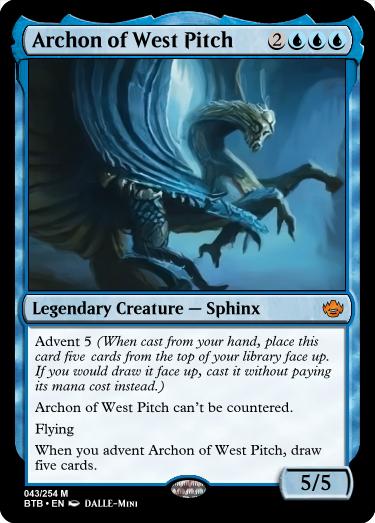 Archon of West Pitch 2
Legendary Creature — Sphinx
Advent 5 (When cast from your hand, place this
card five cards from the top of your library face up.
If you would draw it face up, cast it without paying
its mana cost instead.)
Archon of West Pitch can't be countered.
Flying
When you advent Archon of West Pitch, draw
five cards.
5/5
043/254 M
BTB • EN DALLE-MINI